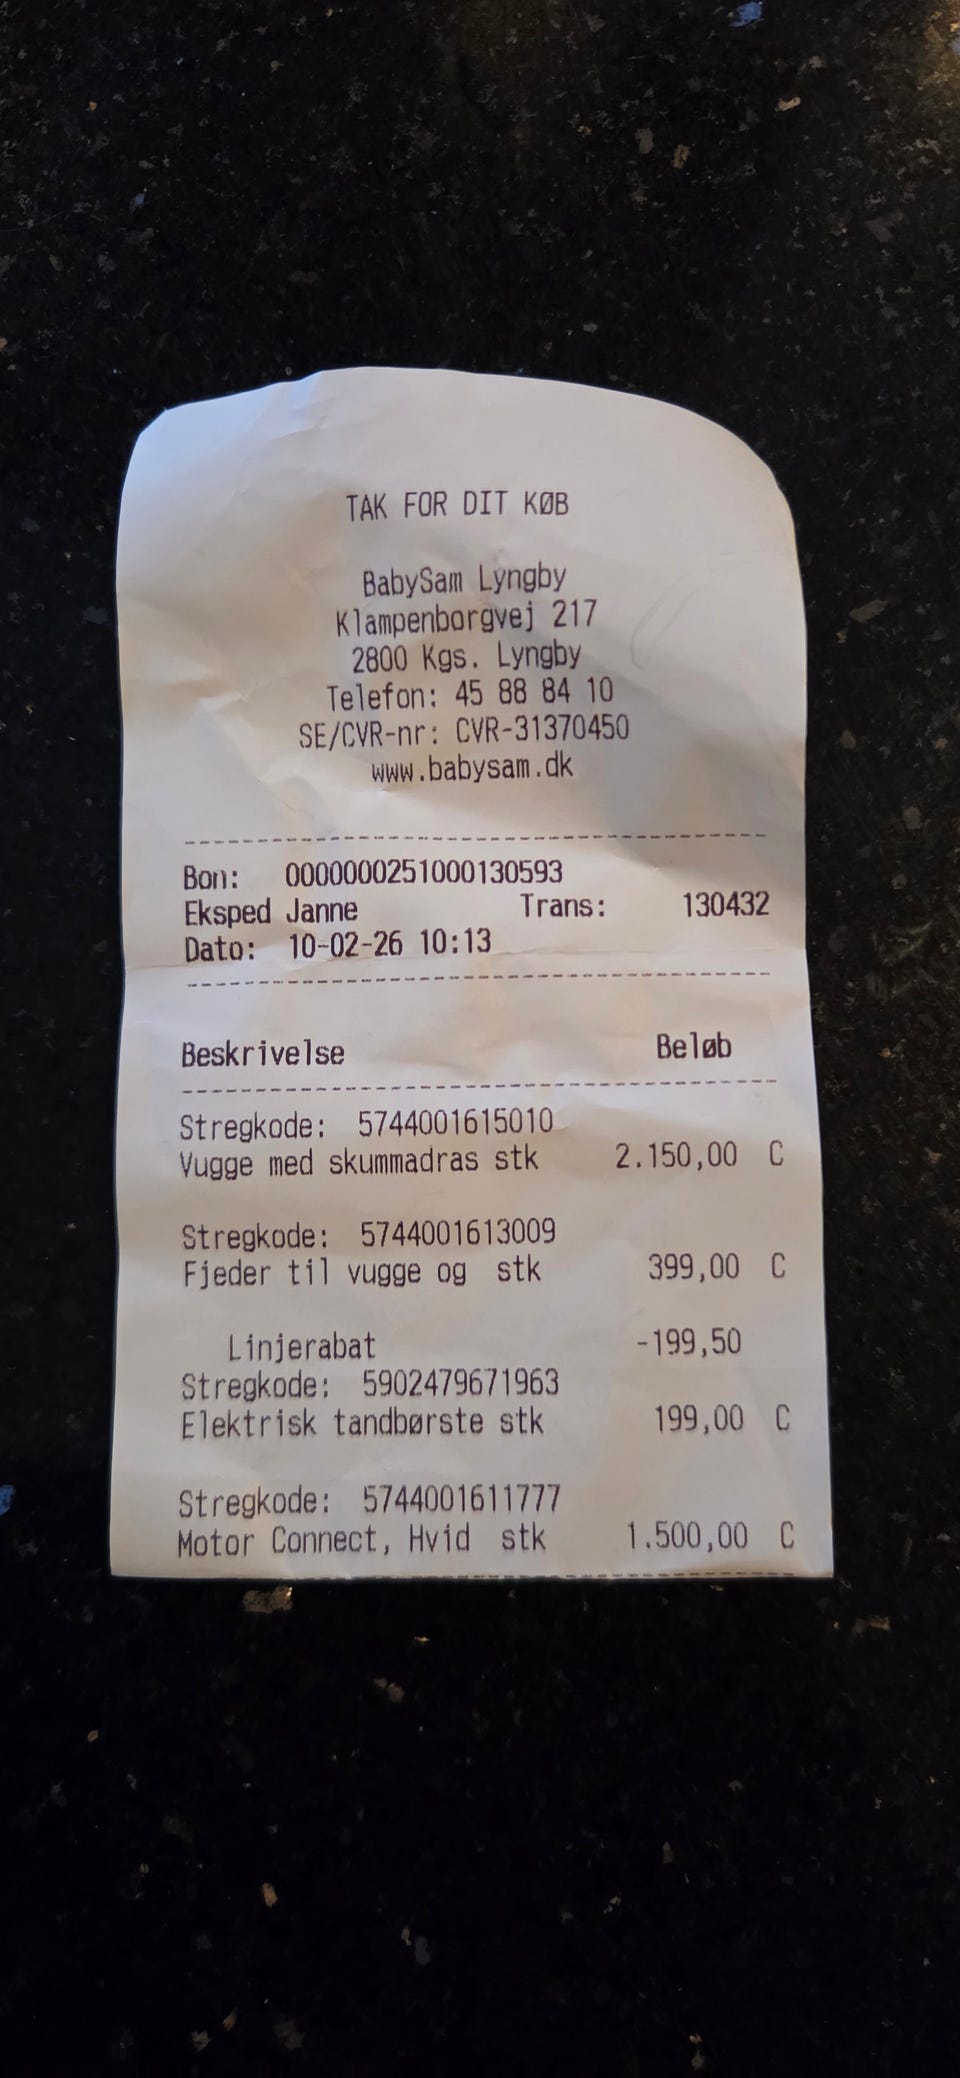 TAK FOR DIT KØB
BabySam Lyngby
Klampenborgvej 217
2800 Kgs. Lyngby
Telefon: 45 88 84 10
SE/CVR-nr: CVR-31370450
www.babysam.dk
Bon: 0000000251000130593
Eksped Janne Trans: 130432
Dato: 10-02-26 10:13
Beskrivelse Beløb
Stregkode: 5744001615010
Vugge med skummadras stk 2.150,00 C
Stregkode: 5744001613009
Fjeder til vugge og stk 399,00 C
Linjerabat -199,50
Stregkode: 5902479671963
Elektrisk tandbørste stk 199,00 C
Stregkode: 5744001611777
Motor Connect, Hvid stk 1.500,00 C